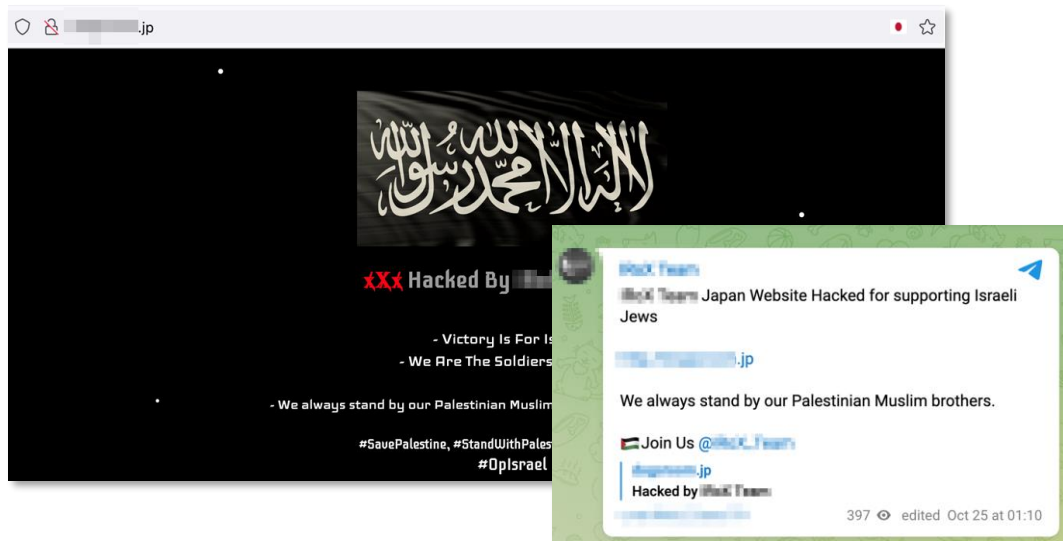 .jp
لا إله إلا الله محمد رسول الله
xXx Hacked By
- Victory Is For Is
- We Are The Soldiers
- We always stand by our Palestinian Muslim
#SavePalestine, #StandWithPales
#OpIsrael
Japan Website Hacked for supporting Israeli
Jews
.jp
We always stand by our Palestinian Muslim brothers.
Join Us @
.jp
Hacked by
397 edited Oct 25 at 01:10